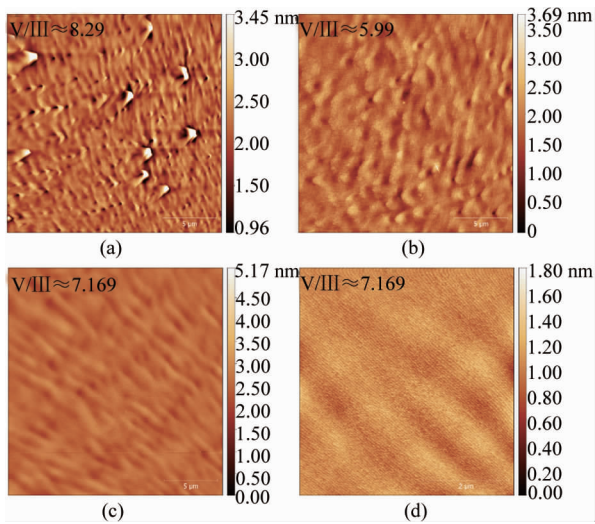 V/Ⅲ≈8.29
3.45 nm
3.00
2.50
2.00
1.50
0.96
5 μm
(a)
V/Ⅲ≈5.99
3.69 nm
3.50
3.00
2.50
2.00
1.50
1.00
0.50
0
5 μm
(b)
V/Ⅲ≈7.169
5.17 nm
4.50
4.00
3.50
3.00
2.50
2.00
1.50
1.00
0.50
0.00
5 μm
(c)
V/Ⅲ≈7.169
1.80 nm
1.60
1.40
1.20
1.00
0.80
0.60
0.40
0.20
0.00
2 μm
(d)